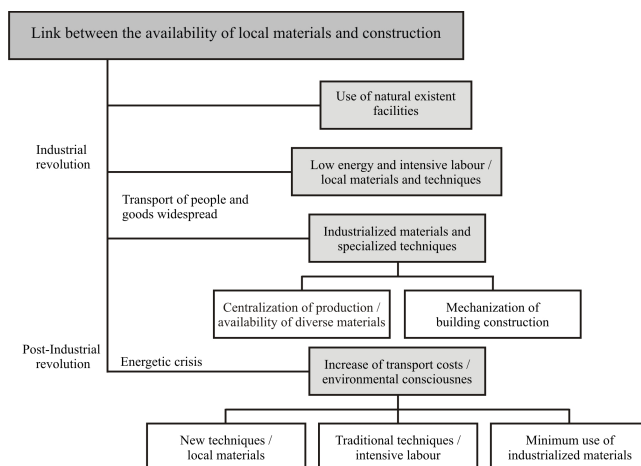 Link between the availability of local materials and construction
Use of natural existent
facilities
Industrial
revolution
Low energy and intensive labour /
local materials and techniques
Transport of people and
goods widespread
Industrialized materials and
specialized techniques
Centralization of production /
availability of diverse materials
Mechanization of
building construction
Post-Industrial
revolution
Energetic crisis
Increase of transport costs /
environmental consciousnes
New techniques /
local materials
Traditional techniques /
intensive labour
Minimum use of
industrialized materials